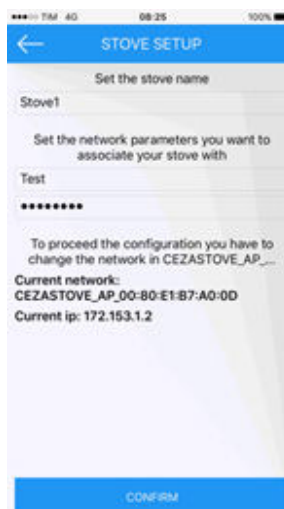 TIM 4G 08:25 100%
STOVE SETUP
Set the stove name
Stove1
Set the network parameters you want to
associate your stove with
Test
••••••••
To proceed the configuration you have to
change the network in CEZASTOVE_AP_...
Current network:
CEZASTOVE_AP_00:80:E1:B7:A0:0D
Current ip: 172.153.1.2
CONFIRM